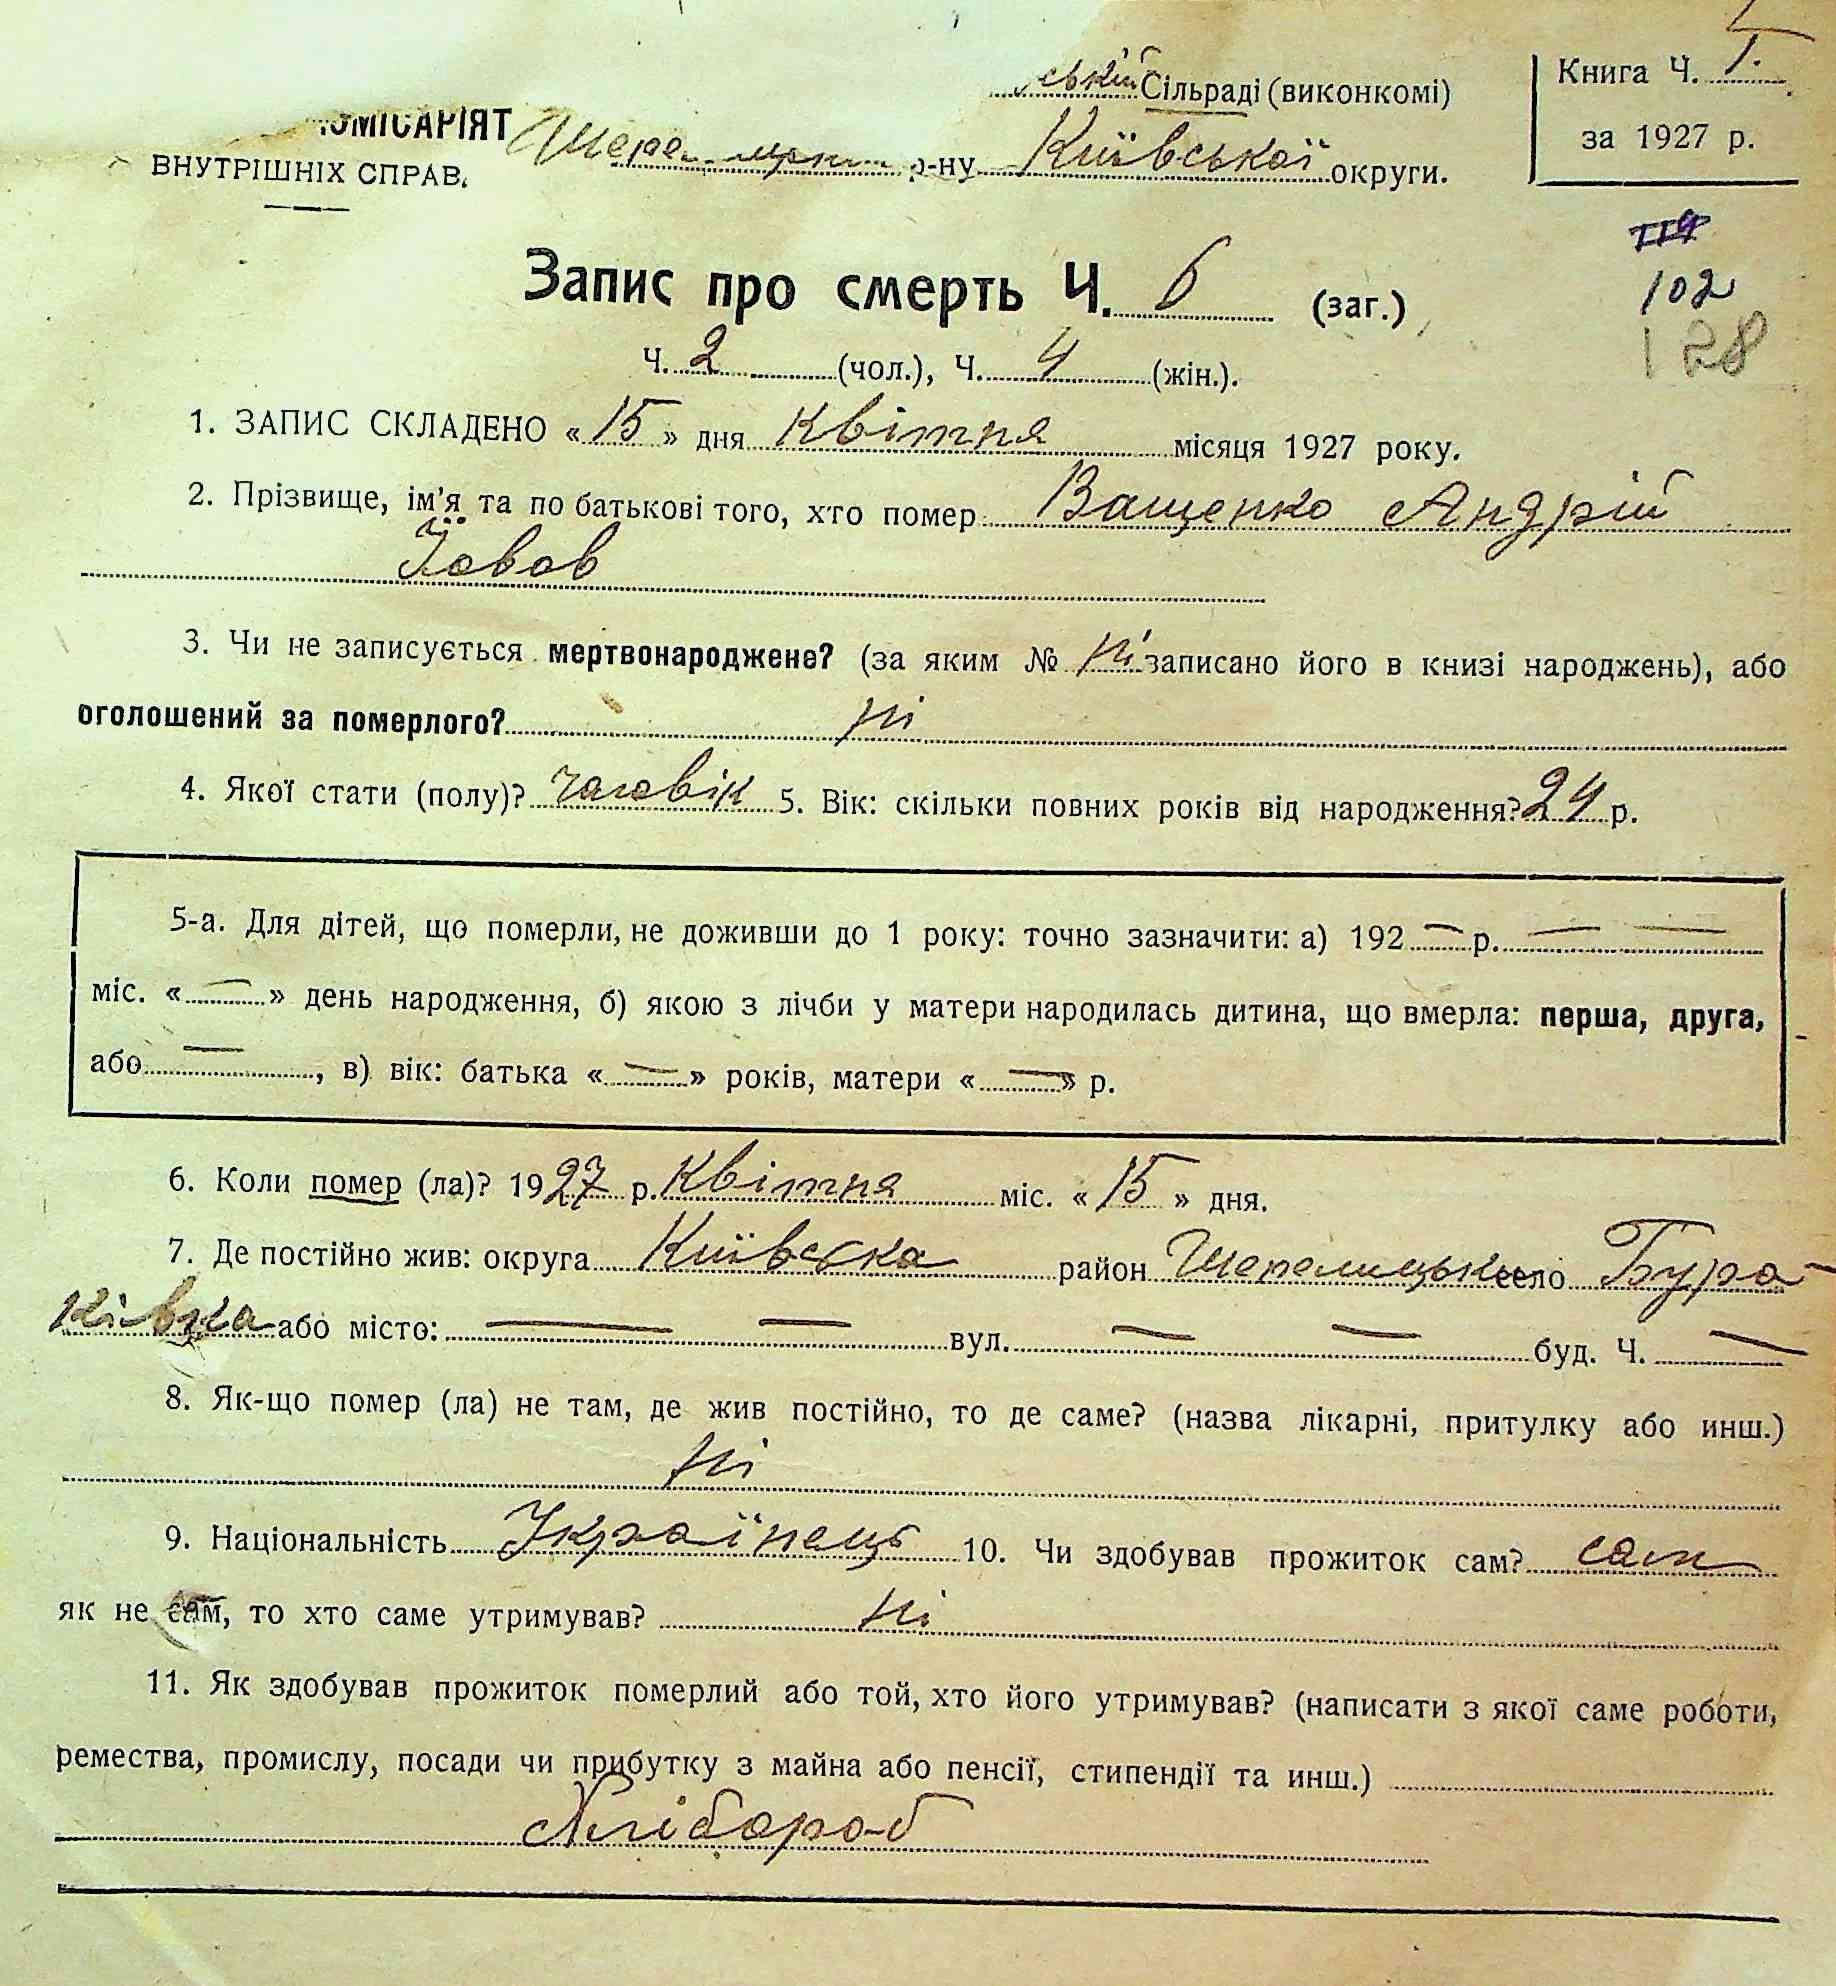 ський Сільраді (виконкомі)
Книга Ч. I.
ВНУТРІШНІХ СПРАВ.
р-ну Київської округи.
за 1927 р.
102
128
Запис про смерть Ч. 6 (заг.)
Ч. 2 (чол.), Ч. 4 (жін.).
1. ЗАПИС СКЛАДЕНО « 15 » дня Квітня місяця 1927 року.
2. Прізвище, ім'я та по батькові того, хто помер Ващенко Андрій
Йовов
3. Чи не записується мертвонароджене? (за яким № ні записано його в книзі народжень), або
оголошений за померлого? ні
4. Якої стати (полу)? чоловік 5. Вік: скільки повних років від народження? 24 р.
5-а. Для дітей, що померли, не доживши до 1 року: точно зазначити: а) 192 — р. — —
міс. « — » день народження, б) якою з лічби у матери народилась дитина, що вмерла: перша, друга,
або —, в) вік: батька « — » років, матери « — » р.
6. Коли помер (ла)? 1927 р. Квітня міс. « 15 » дня.
7. Де постійно жив: округа Київська район Шепелицьки село Бура-
ківка або місто: — — вул. — — буд. Ч. —
8. Як-що помер (ла) не там, де жив постійно, то де саме? (назва лікарні, притулку або инш.)
ні
9. Національність Українець 10. Чи здобував прожиток сам? сам
як не сам, то хто саме утримував? ні
11. Як здобував прожиток померлий або той, хто його утримував? (написати з якої саме роботи,
ремества, промислу, посади чи прибутку з майна або пенсії, стипендії та инш.)
Хлібороб